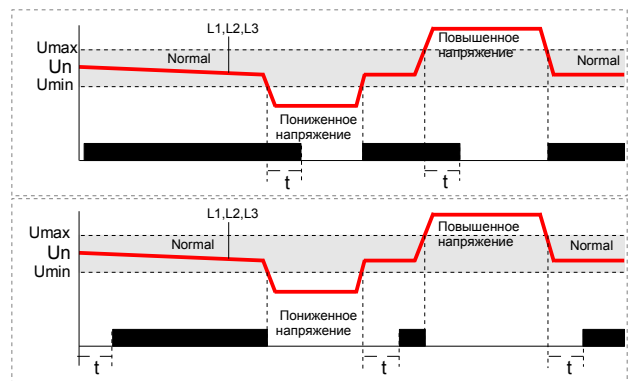 L1,L2,L3
Umax
Normal
Повышенное
напряжение
Normal
Un
Umin
Пониженное
напряжение
t
t
L1,L2,L3
Umax
Normal
Повышенное
напряжение
Normal
Un
Umin
Пониженное
напряжение
t
t
t